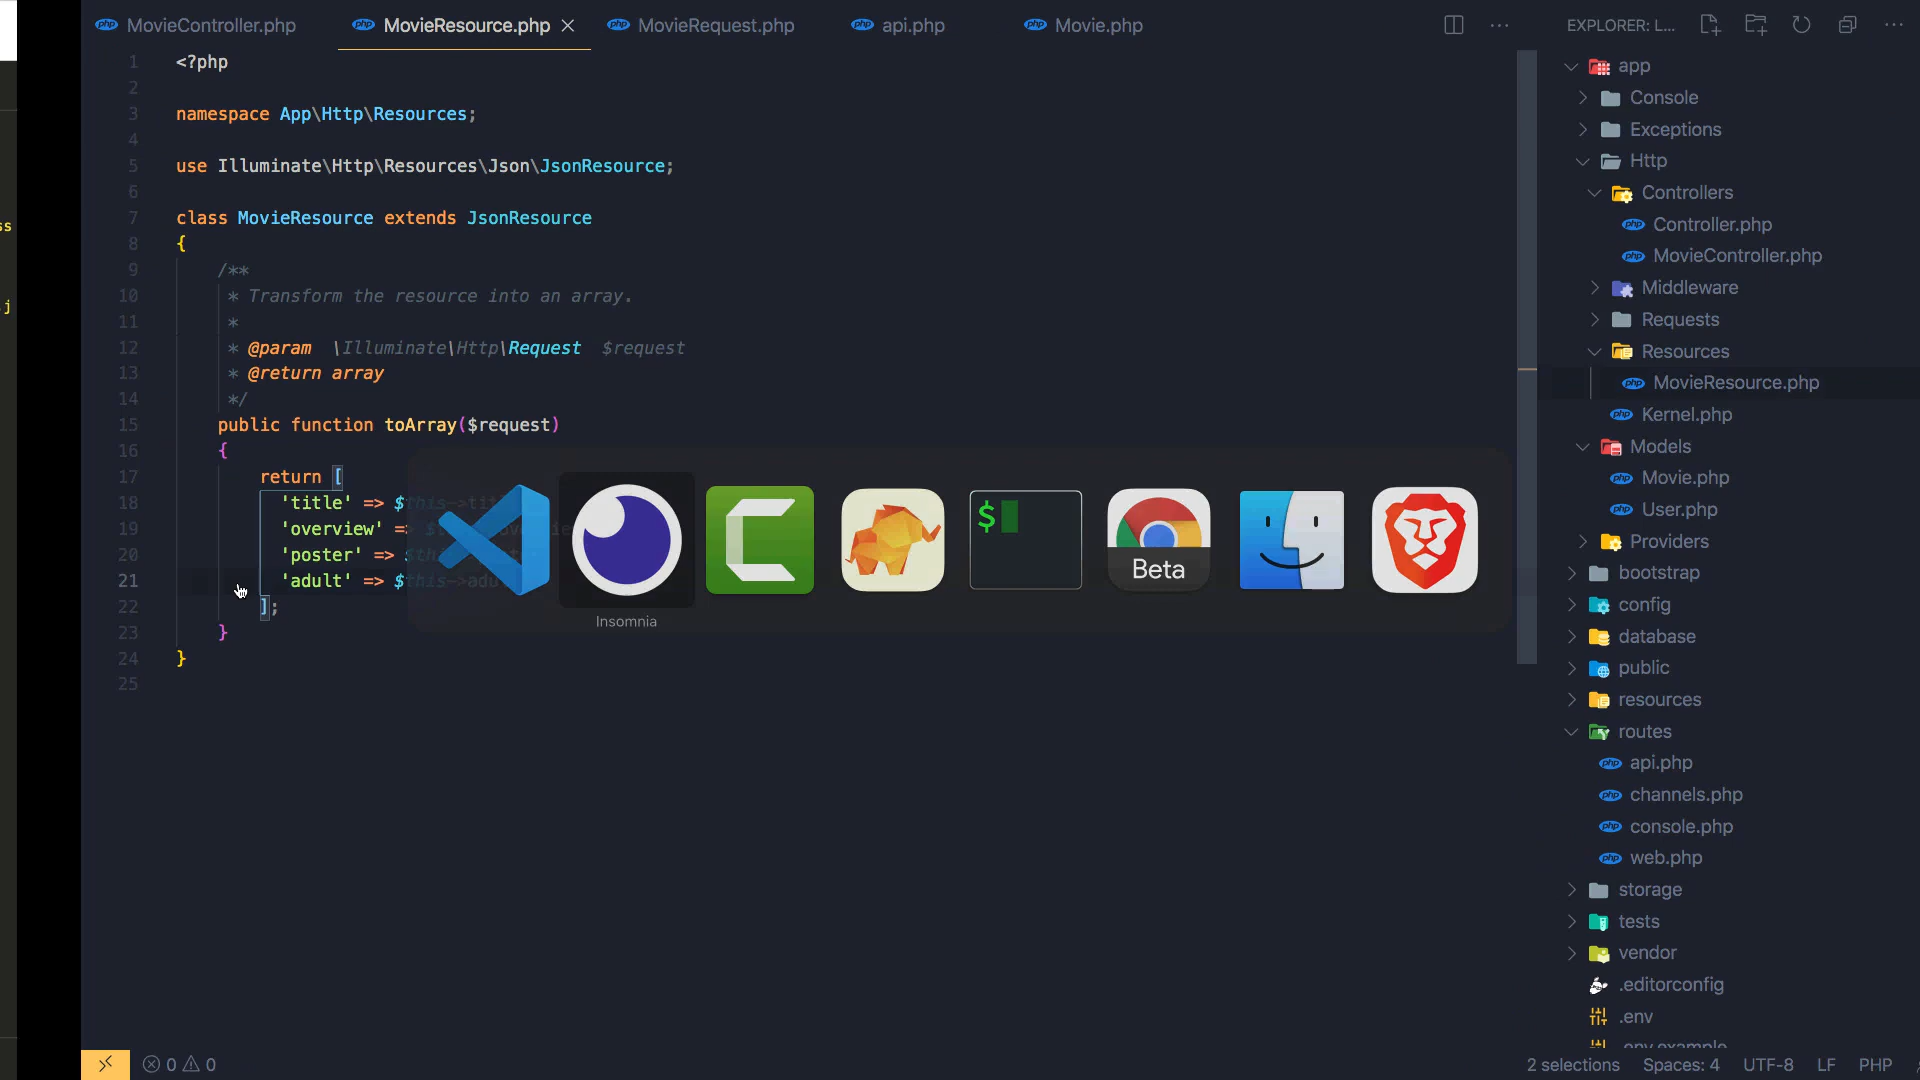 MovieController.php
MovieResource.php
MovieRequest.php
api.php
Movie.php
EXPLORER: L...
ss
j
1 <?php
2
3 namespace App\Http\Resources;
4
5 use Illuminate\Http\Resources\Json\JsonResource;
6
7 class MovieResource extends JsonResource
8 {
9 /**
10 * Transform the resource into an array.
11 *
12 * @param  \Illuminate\Http\Request  $request
13 * @return array
14 */
15 public function toArray($request)
16 {
17 return [
18 'title' => $this->
19 'overview' =>
20 'poster' => $
21 'adult' => $this->adu
22 ];
23 }
24 }
25
$
Beta
Insomnia
app
Console
Exceptions
Http
Controllers
Controller.php
MovieController.php
Middleware
Requests
Resources
MovieResource.php
Kernel.php
Models
Movie.php
User.php
Providers
bootstrap
config
database
public
resources
routes
api.php
channels.php
console.php
web.php
storage
tests
vendor
.editorconfig
.env
.env.example
0 0
2 selections
Spaces: 4
UTF-8
LF
PHP